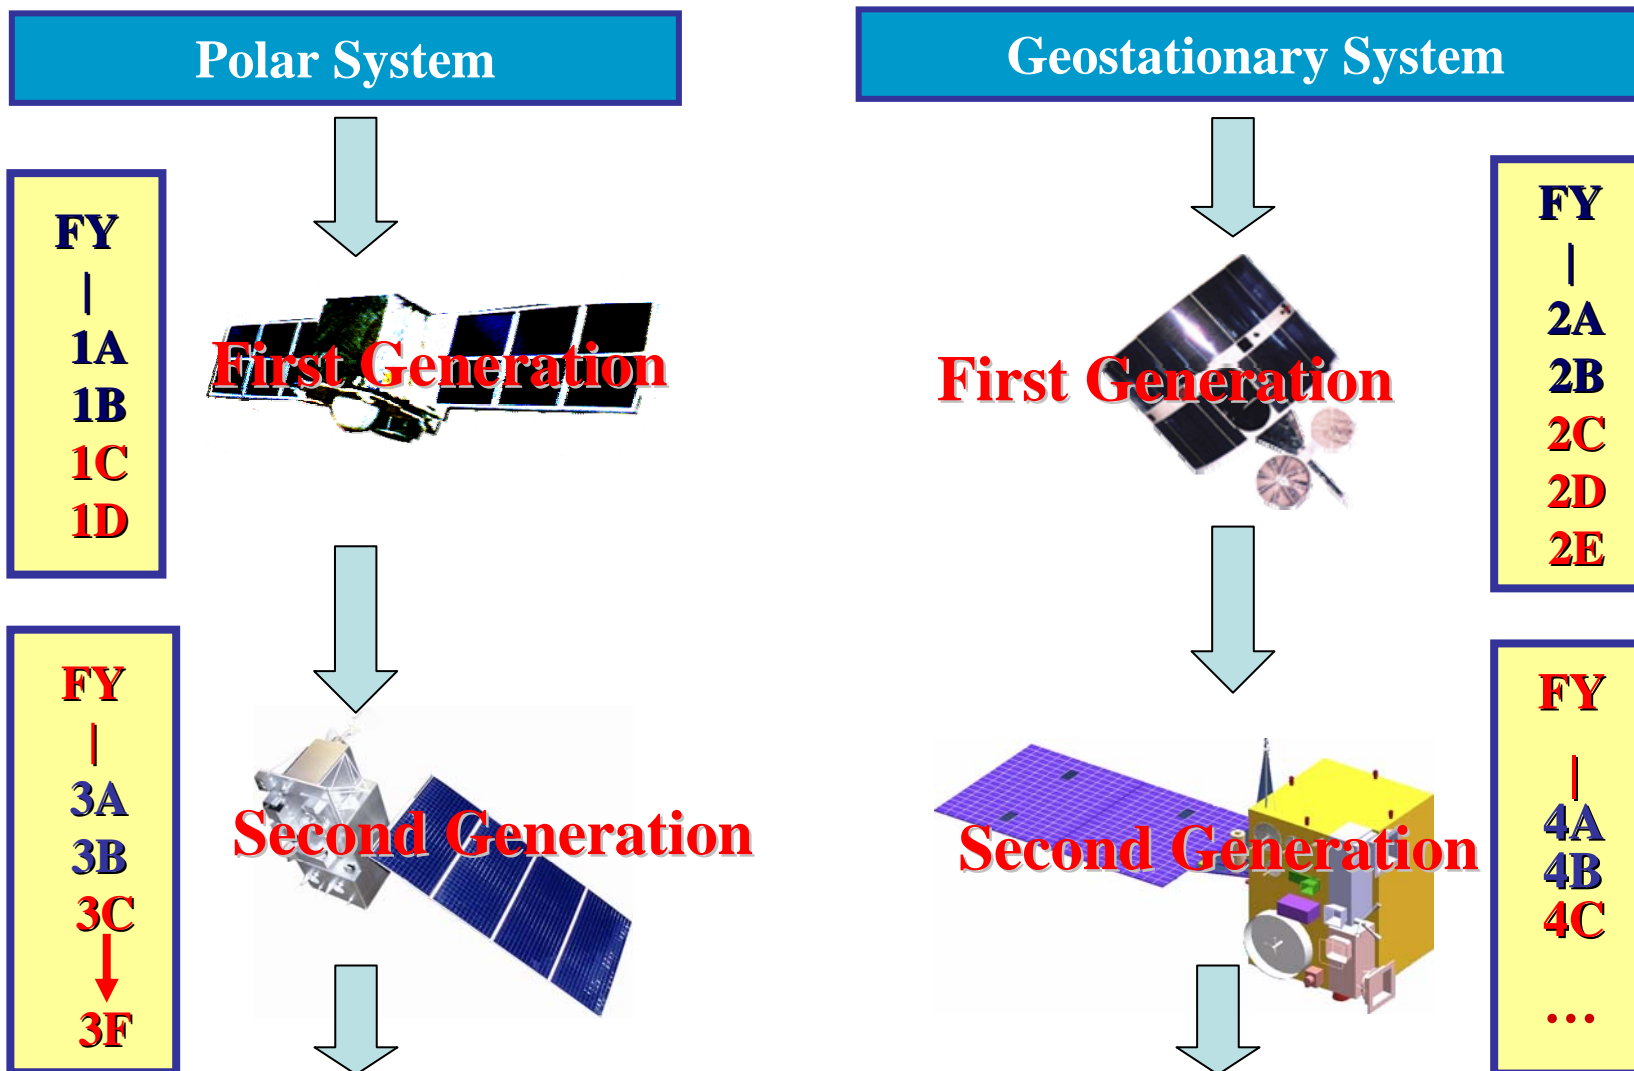 Polar System
Geostationary System
FY
|
1A
1B
1C
1D
First Generation
First Generation
FY
|
2A
2B
2C
2D
2E
FY
|
3A
3B
3C
3F
Second Generation
Second Generation
FY
|
4A
4B
4C
...